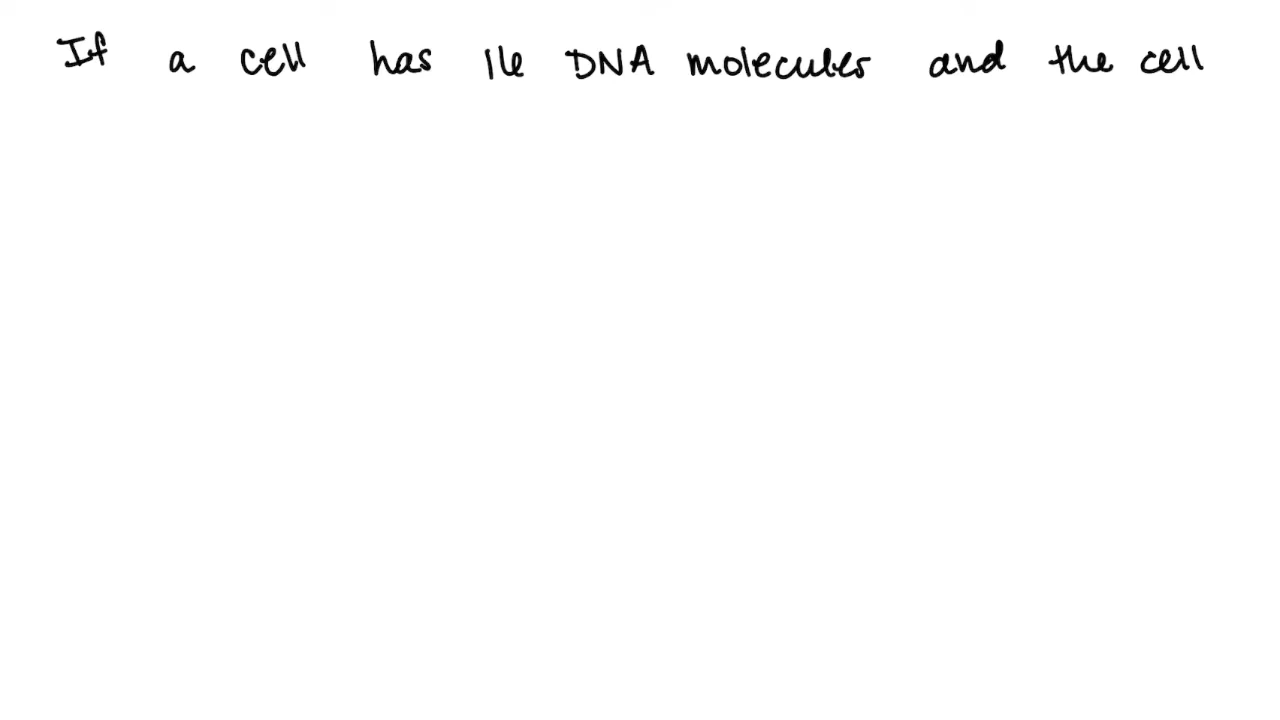 If a cell has 16 DNA molecules and the cell